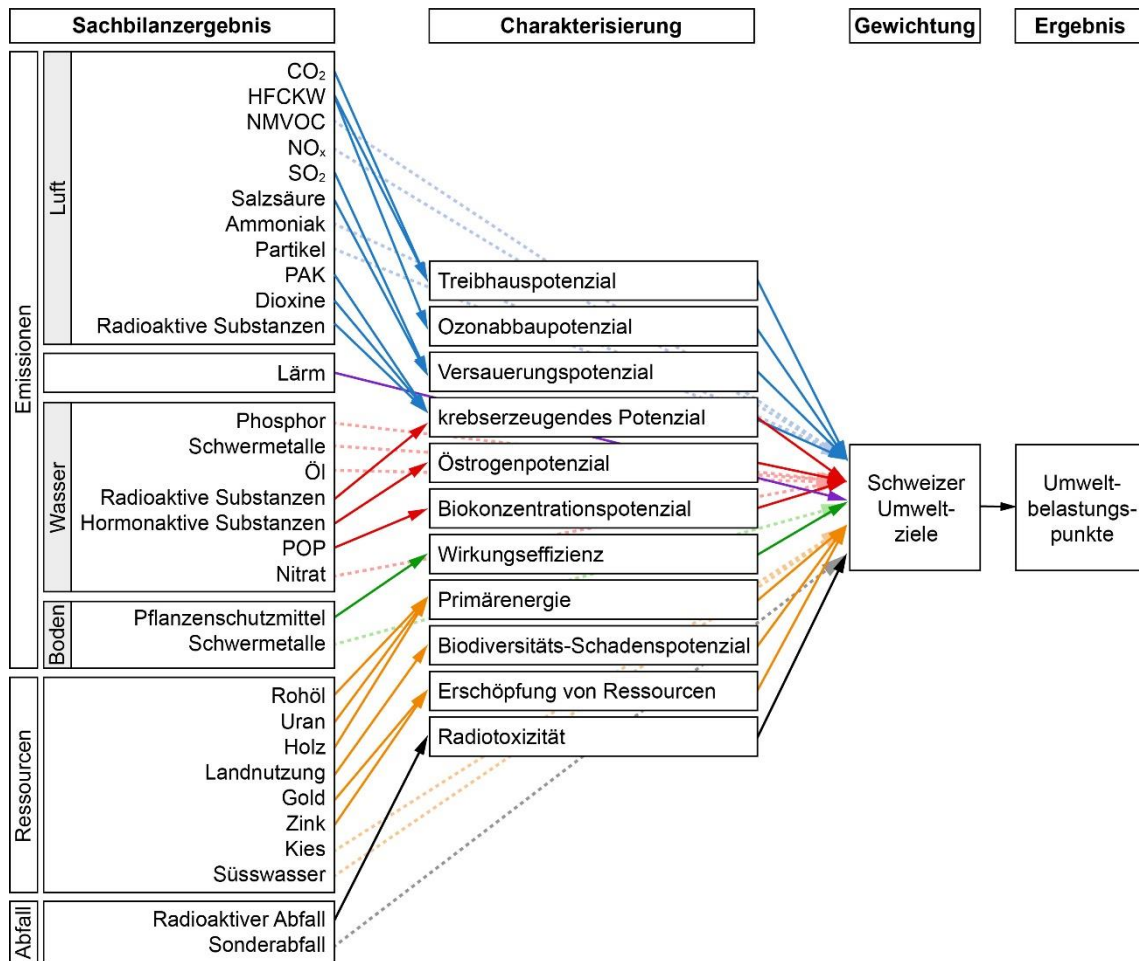 Sachbilanzergebnis
Charakterisierung
Gewichtung
Ergebnis
Emissionen
Luft
CO₂
HFCKW
NMVOC
NOₓ
SO₂
Salzsäure
Ammoniak
Partikel
PAK
Dioxine
Radioaktive Substanzen
Lärm
Wasser
Phosphor
Schwermetalle
Öl
Radioaktive Substanzen
Hormonaktive Substanzen
POP
Nitrat
Boden
Pflanzenschutzmittel
Schwermetalle
Ressourcen
Rohöl
Uran
Holz
Landnutzung
Gold
Zink
Kies
Süsswasser
Abfall
Radioaktiver Abfall
Sonderabfall
Treibhauspotenzial
Ozonabbaupotenzial
Versauerungspotenzial
krebserzeugendes Potenzial
Östrogenpotenzial
Biokonzentrationspotenzial
Wirkungseffizienz
Primärenergie
Biodiversitäts-Schadenspotenzial
Erschöpfung von Ressourcen
Radiotoxizität
Schweizer
Umwelt-
ziele
Umwelt-
belastungs-
punkte